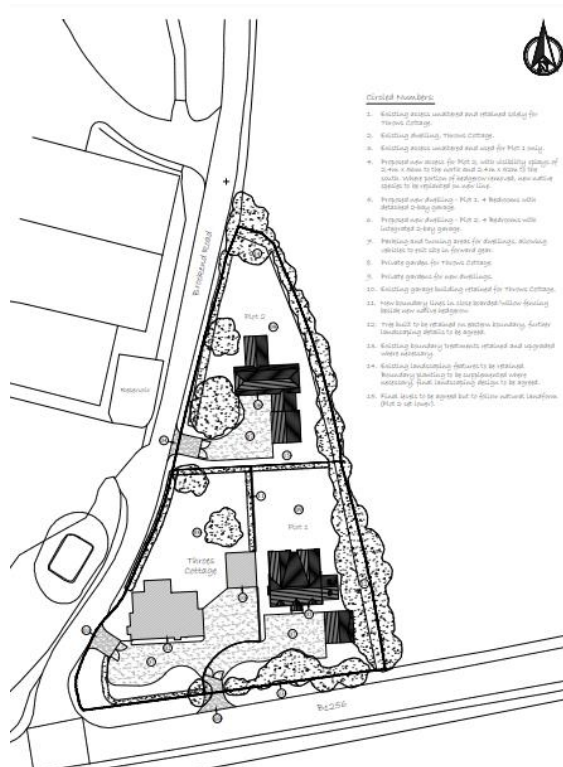 N
Circled Numbers:
1. Existing access unaltered and retained solely for
Throws Cottage.
2. Existing dwelling, Throws Cottage.
3. Existing access unaltered and used for Plot 1 only.
4. Proposed new access for Plot 2, with visibility splays of
2.4m x to the north and 2.4m x to the
south. Where portion of hedgerow removed, new native
species to be replanted on new line.
5. Proposed new dwelling - Plot 1. 4 Bedrooms with
detached 2-bay garage.
6. Proposed new dwelling - Plot 2. 4 Bedrooms with
integrated 2-bay garage.
7. Parking and turning areas for dwellings, allowing
vehicles to exit site in forward gear.
8. Private garden for Throws Cottage.
9. Private gardens for new dwellings.
10. Existing garage building retained for Throws Cottage.
11. New boundary lines in close boarded/willow fencing
beside new native hedgerow
12. Tree built to be retained on eastern boundary, further
landscaping details to be agreed.
13. Existing boundary treatments retained and upgraded
where necessary.
14. Existing landscaping features to be retained.
Boundary planting to be supplemented where
necessary, final landscaping design to be agreed.
15. Final levels to be agreed but to follow natural landform
(Plot 2 up lower).
Brookend Road
Plot 2
Reservoir
Plot 1
Throws
Cottage
B1256